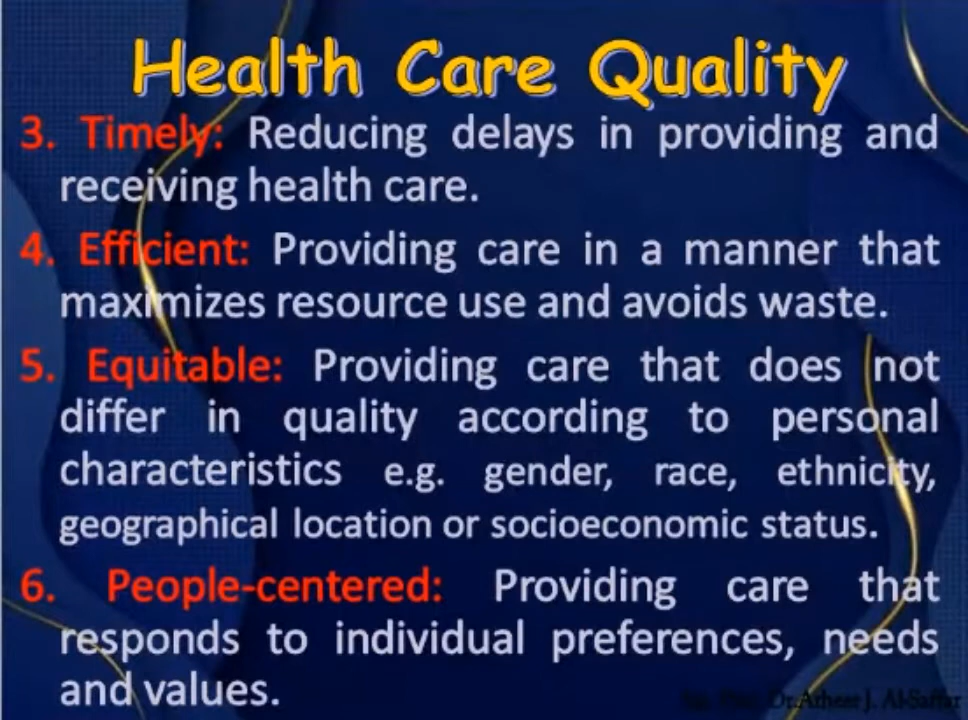 Health Care Quality
3. Timely: Reducing delays in providing and
receiving health care.
4. Efficient: Providing care in a manner that
maximizes resource use and avoids waste.
5. Equitable: Providing care that does not
differ in quality according to personal
characteristics e.g. gender, race, ethnicity,
geographical location or socioeconomic status.
6. People-centered: Providing care that
responds to individual preferences, needs
and values.
Dr.Atheer J. Al-Saffar